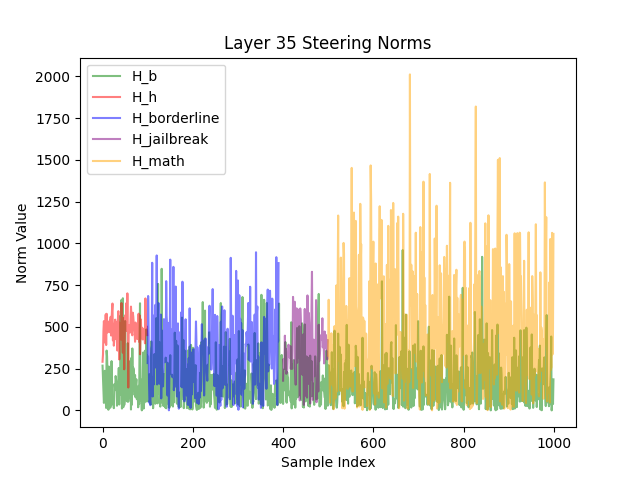 Layer 35 Steering Norms
H_b
H_h
H_borderline
H_jailbreak
H_math
Norm Value
2000
1750
1500
1250
1000
750
500
250
0
0 200 400 600 800 1000
Sample Index